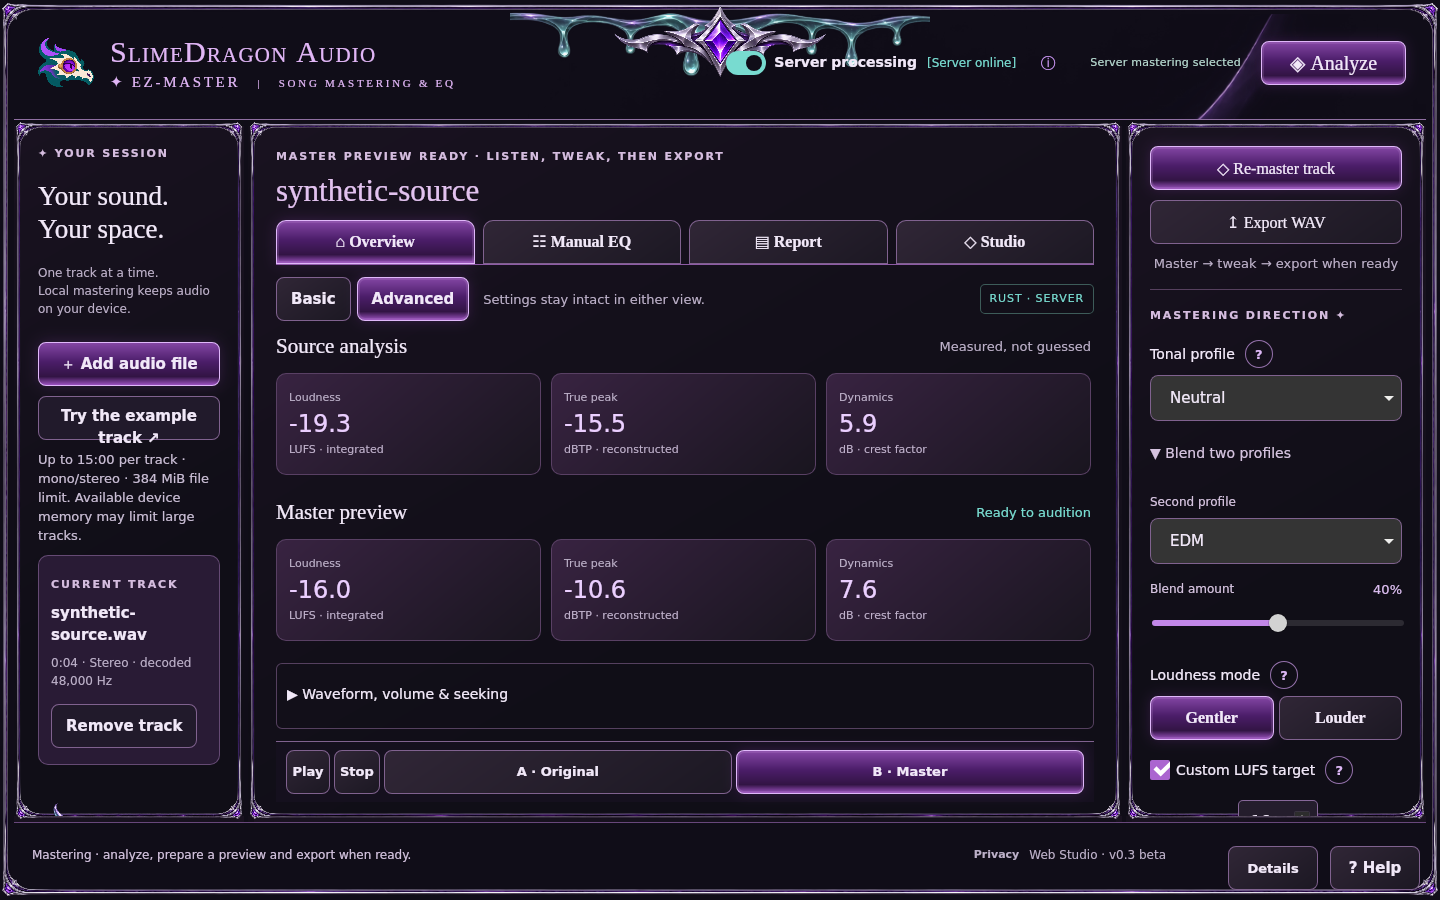 SlimeDragon Audio
✦ EZ-MASTER | SONG MASTERING & EQ
Server processing [Server online] ⓘ
Server mastering selected
◈ Analyze
✦ YOUR SESSION
Your sound.
Your space.
One track at a time.
Local mastering keeps audio
on your device.
+ Add audio file
Try the example
track ↗
Up to 15:00 per track ·
mono/stereo · 384 MiB file
limit. Available device
memory may limit large
tracks.
CURRENT TRACK
synthetic-
source.wav
0:04 · Stereo · decoded
48,000 Hz
Remove track
MASTER PREVIEW READY · LISTEN, TWEAK, THEN EXPORT
synthetic-source
⌂ Overview
☷ Manual EQ
▤ Report
◇ Studio
Basic
Advanced
Settings stay intact in either view.
RUST · SERVER
Source analysis
Measured, not guessed
Loudness
-19.3
LUFS · integrated
True peak
-15.5
dBTP · reconstructed
Dynamics
5.9
dB · crest factor
Master preview
Ready to audition
Loudness
-16.0
LUFS · integrated
True peak
-10.6
dBTP · reconstructed
Dynamics
7.6
dB · crest factor
▶ Waveform, volume & seeking
Play
Stop
A · Original
B · Master
◇ Re-master track
↥ Export WAV
Master → tweak → export when ready
MASTERING DIRECTION ✦
Tonal profile ?
Neutral
▼ Blend two profiles
Second profile
EDM
Blend amount 40%
Loudness mode ?
Gentler
Louder
Custom LUFS target ?
Mastering · analyze, prepare a preview and export when ready.
Privacy Web Studio · v0.3 beta
Details
? Help